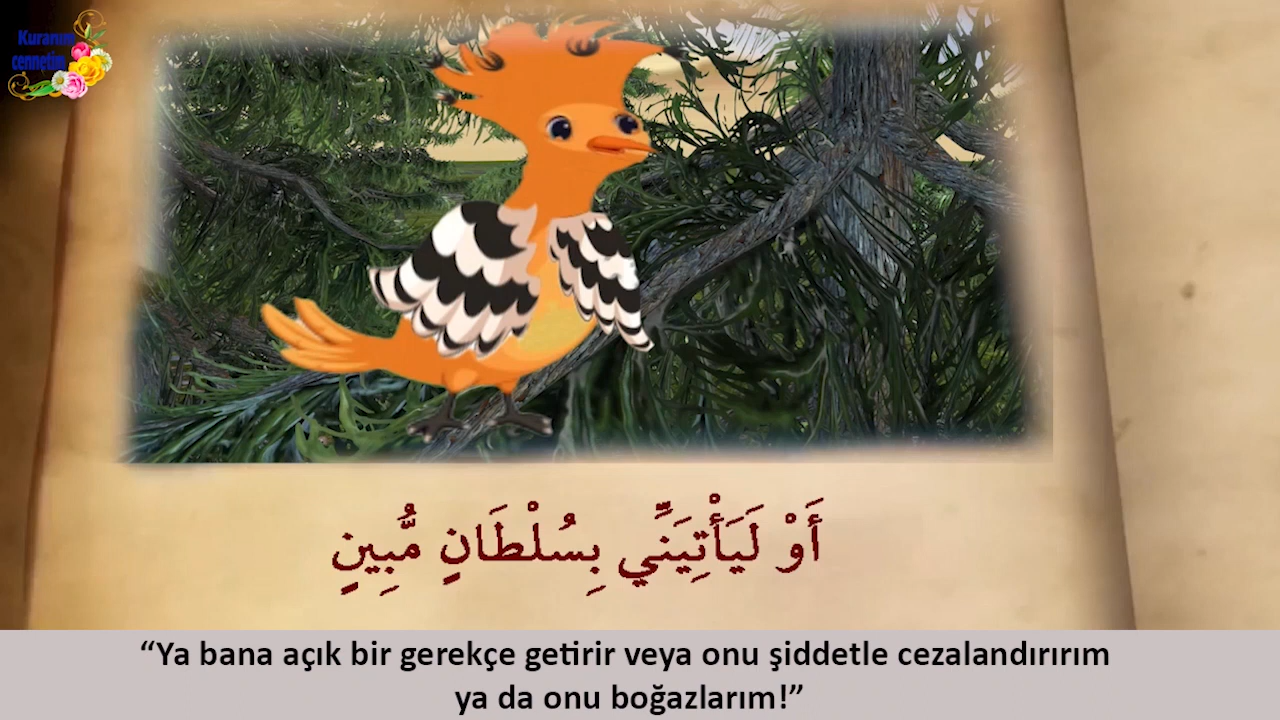 Kuranım
cennetim
أَوْ لَيَأْتِيَنِّي بِسُلْطَانٍ مُّبِينٍ
“Ya bana açık bir gerekçe getirir veya onu şiddetle cezalandırırım
ya da onu boğazlarım!”